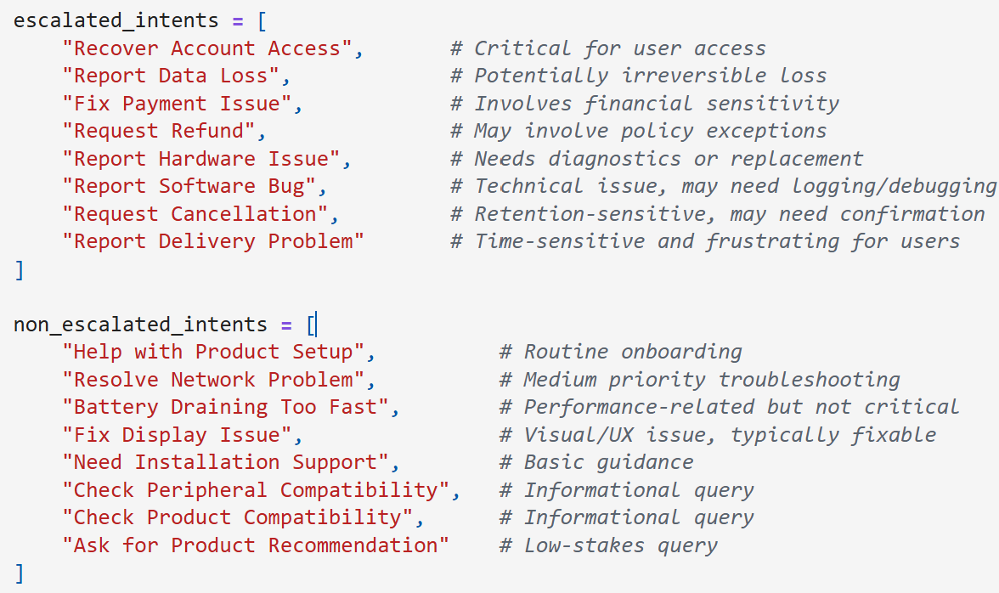 escalated_intents = [
    "Recover Account Access",       # Critical for user access
    "Report Data Loss",             # Potentially irreversible loss
    "Fix Payment Issue",            # Involves financial sensitivity
    "Request Refund",               # May involve policy exceptions
    "Report Hardware Issue",        # Needs diagnostics or replacement
    "Report Software Bug",          # Technical issue, may need logging/debugging
    "Request Cancellation",         # Retention-sensitive, may need confirmation
    "Report Delivery Problem"       # Time-sensitive and frustrating for users
]

non_escalated_intents = [
    "Help with Product Setup",          # Routine onboarding
    "Resolve Network Problem",          # Medium priority troubleshooting
    "Battery Draining Too Fast",        # Performance-related but not critical
    "Fix Display Issue",                # Visual/UX issue, typically fixable
    "Need Installation Support",        # Basic guidance
    "Check Peripheral Compatibility",   # Informational query
    "Check Product Compatibility",      # Informational query
    "Ask for Product Recommendation"    # Low-stakes query
]